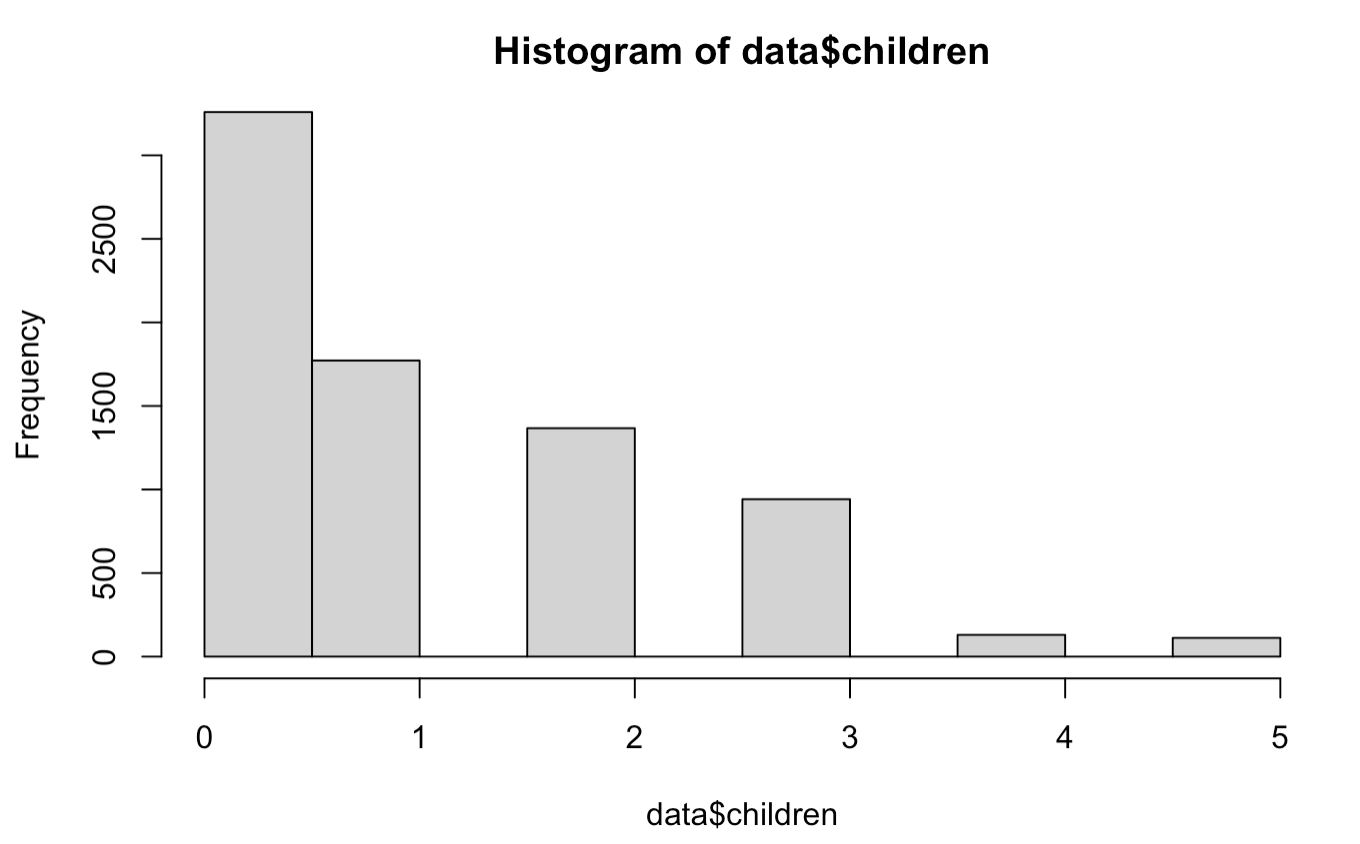 Histogram of data$children
Frequency
2500
1500
500
0
0 1 2 3 4 5
data$children